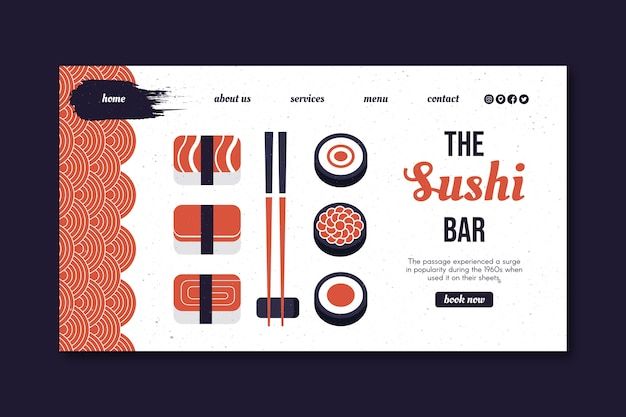 home about us services menu contact
THE
Sushi
BAR
The passage experienced a surge
in popularity during the 1960s when
used it on their sheets,
book now